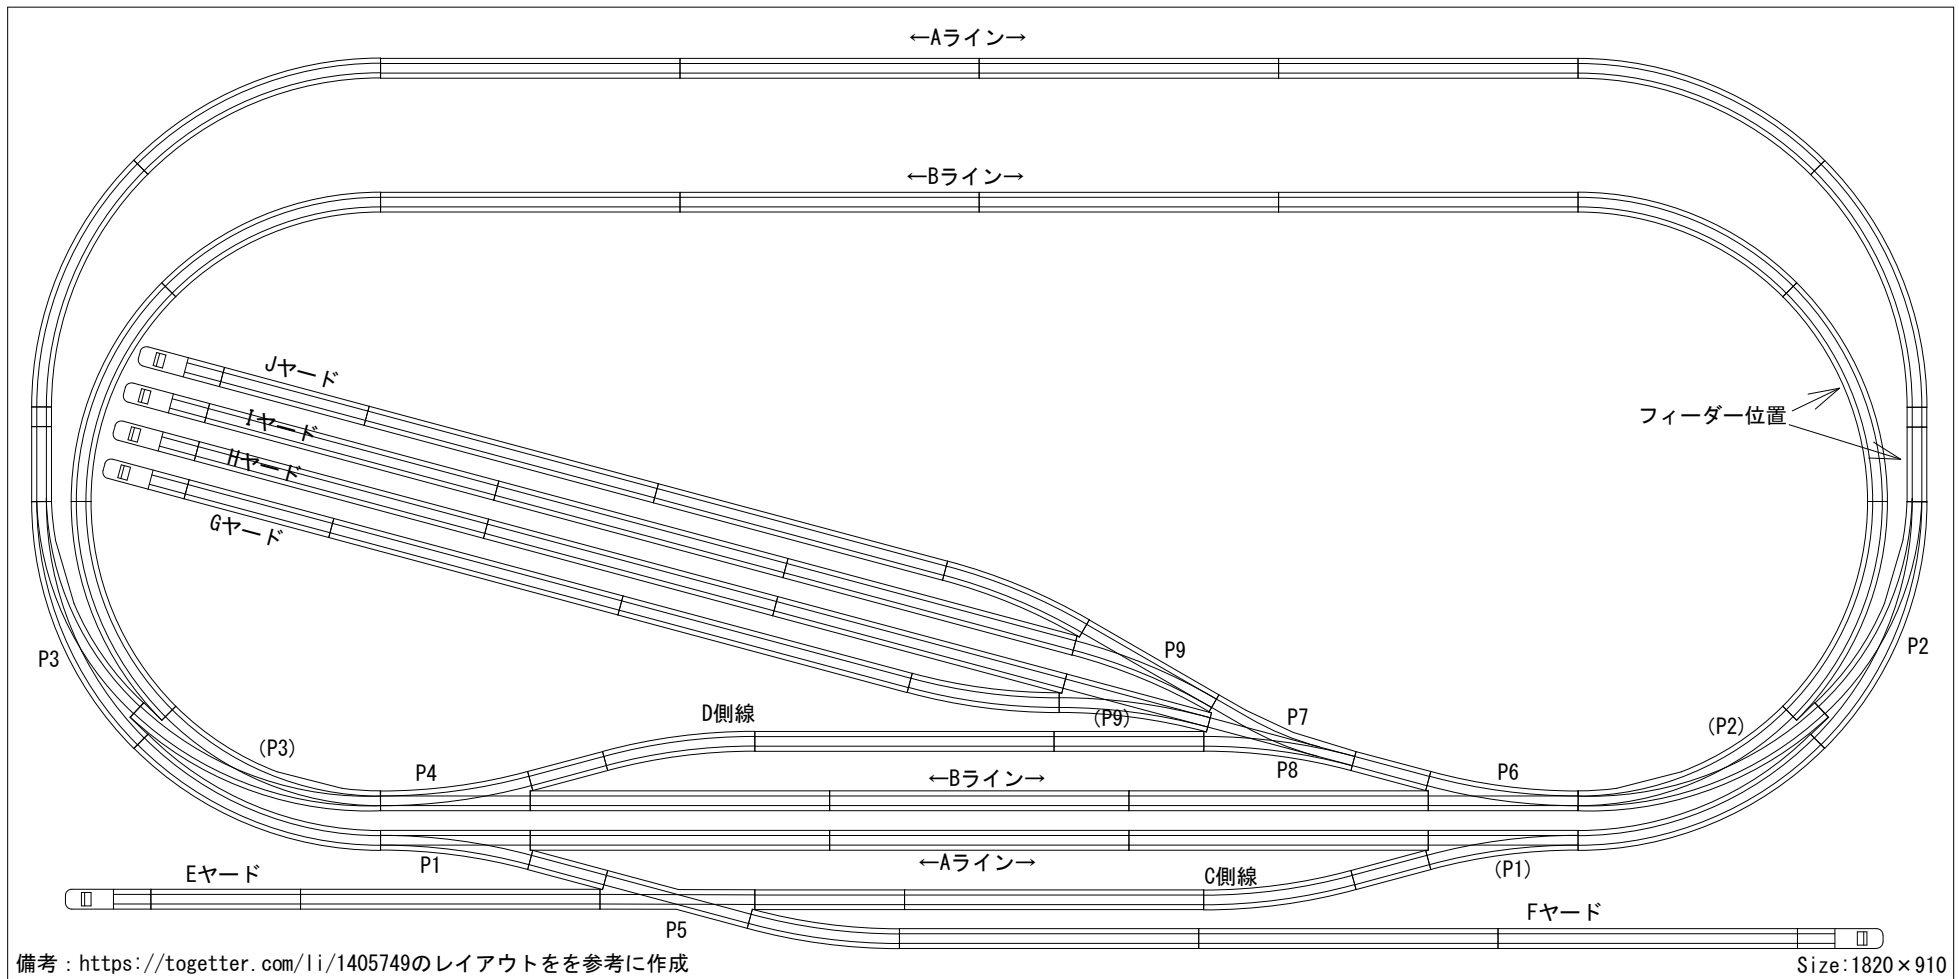 ←Aライン→
←Bライン→
Jヤード
Iヤード
Hヤード
Gヤード
フィーダー位置
P3
P9
P2
(P9)
P7
D側線
(P3)
(P2)
P4
←Bライン→
P8
P6
P1
←Aライン→
(P1)
Eヤード
C側線
Fヤード
P5
備考：https://togetter.com/li/1405749のレイアウトをを参考に作成
Size:1820×910